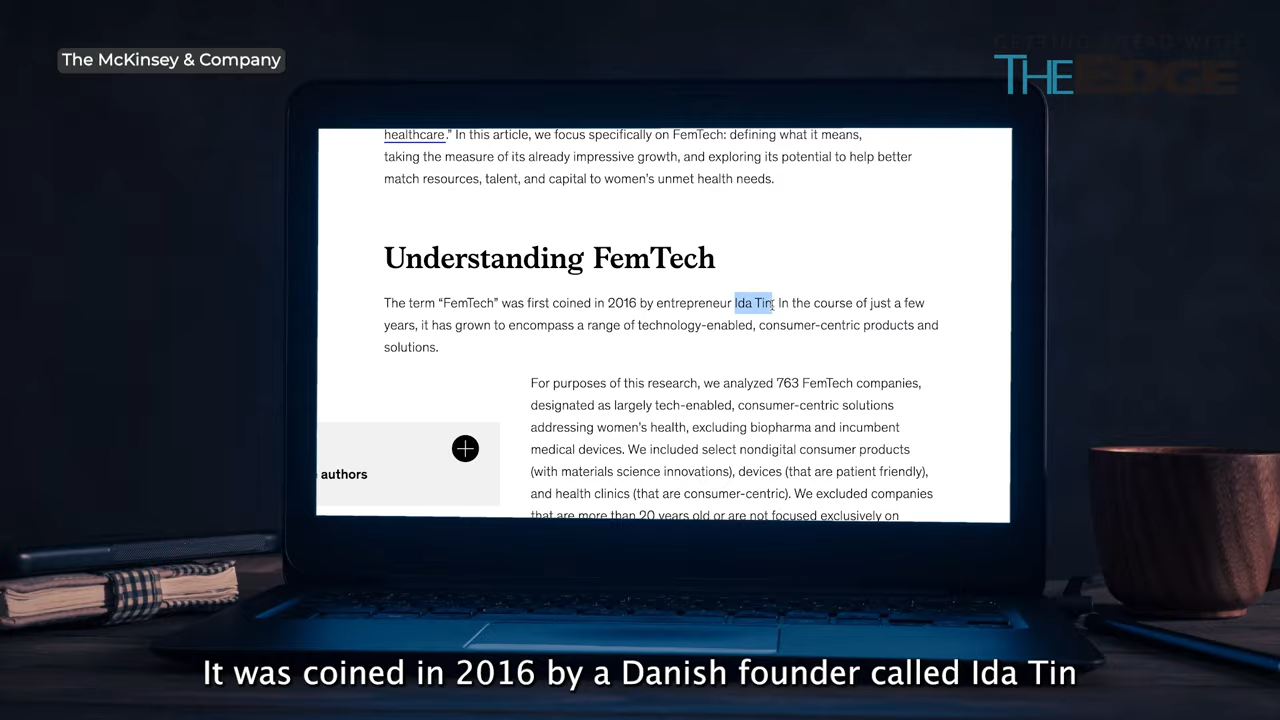 The McKinsey & Company
GETTING AHEAD WITH
THE EDGE
healthcare.” In this article, we focus specifically on FemTech: defining what it means,
taking the measure of its already impressive growth, and exploring its potential to help better
match resources, talent, and capital to women’s unmet health needs.
Understanding FemTech
The term “FemTech” was first coined in 2016 by entrepreneur Ida Tin. In the course of just a few
years, it has grown to encompass a range of technology-enabled, consumer-centric products and
solutions.
For purposes of this research, we analyzed 763 FemTech companies,
designated as largely tech-enabled, consumer-centric solutions
addressing women’s health, excluding biopharma and incumbent
medical devices. We included select nondigital consumer products
(with materials science innovations), devices (that are patient friendly),
and health clinics (that are consumer-centric). We excluded companies
that are more than 20 years old or are not focused exclusively on
authors
It was coined in 2016 by a Danish founder called Ida Tin